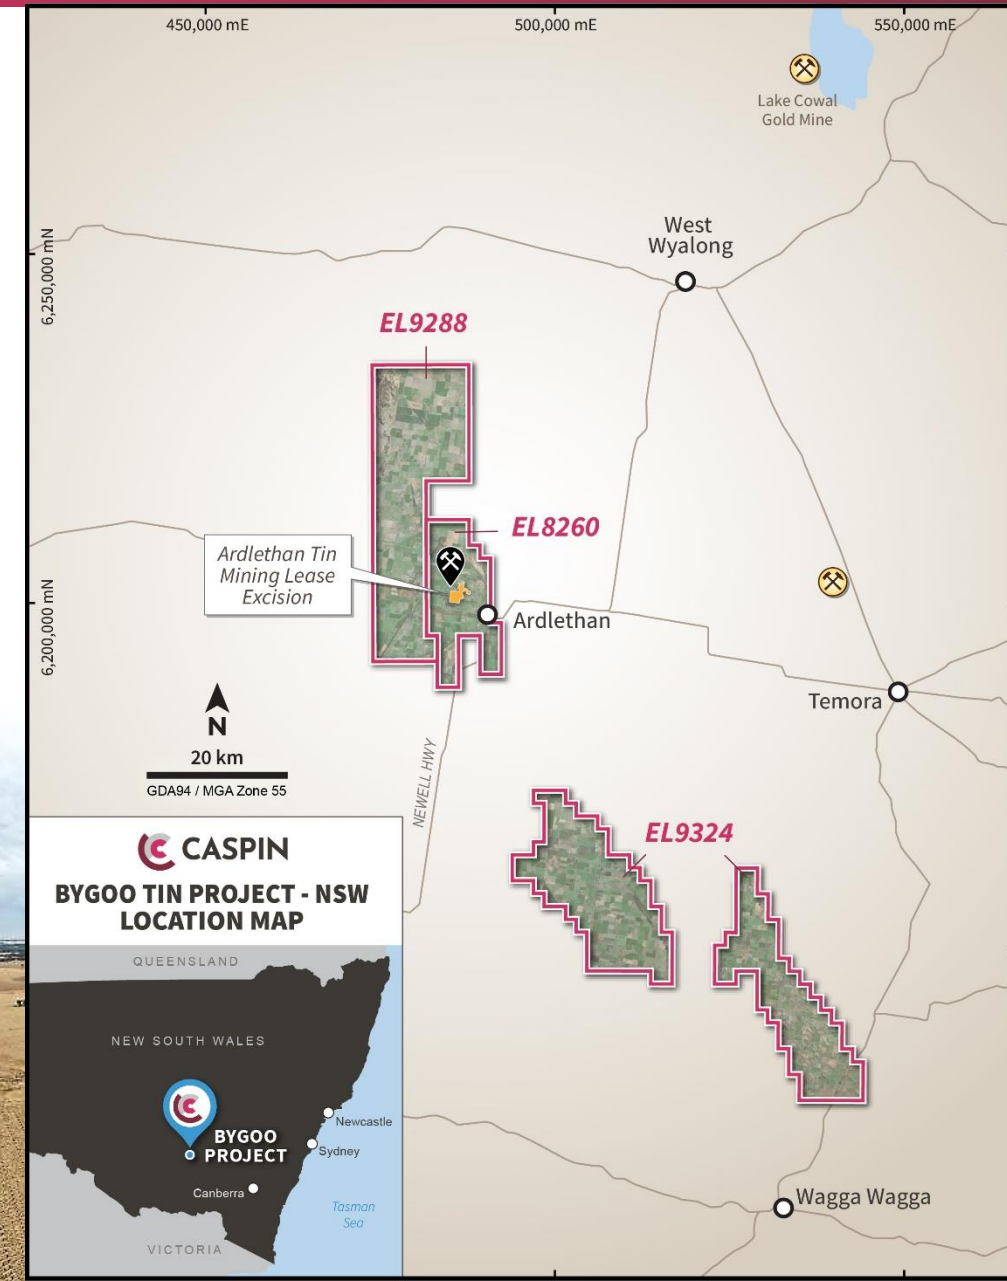 450,000 mE
500,000 mE
550,000 mE
Lake Cowal
Gold Mine
West
Wyalong
6,250,000 mN
EL9288
EL8260
Ardlethan Tin
Mining Lease
Excision
Ardlethan
6,200,000 mN
Temora
N
20 km
GDA94 / MGA Zone 55
NEWELL HWY
EL9324
CASPIN
BYGOO TIN PROJECT - NSW
LOCATION MAP
QUEENSLAND
NEW SOUTH WALES
Newcastle
BYGOO
PROJECT
Sydney
Canberra
Tasman
Sea
VICTORIA
Wagga Wagga